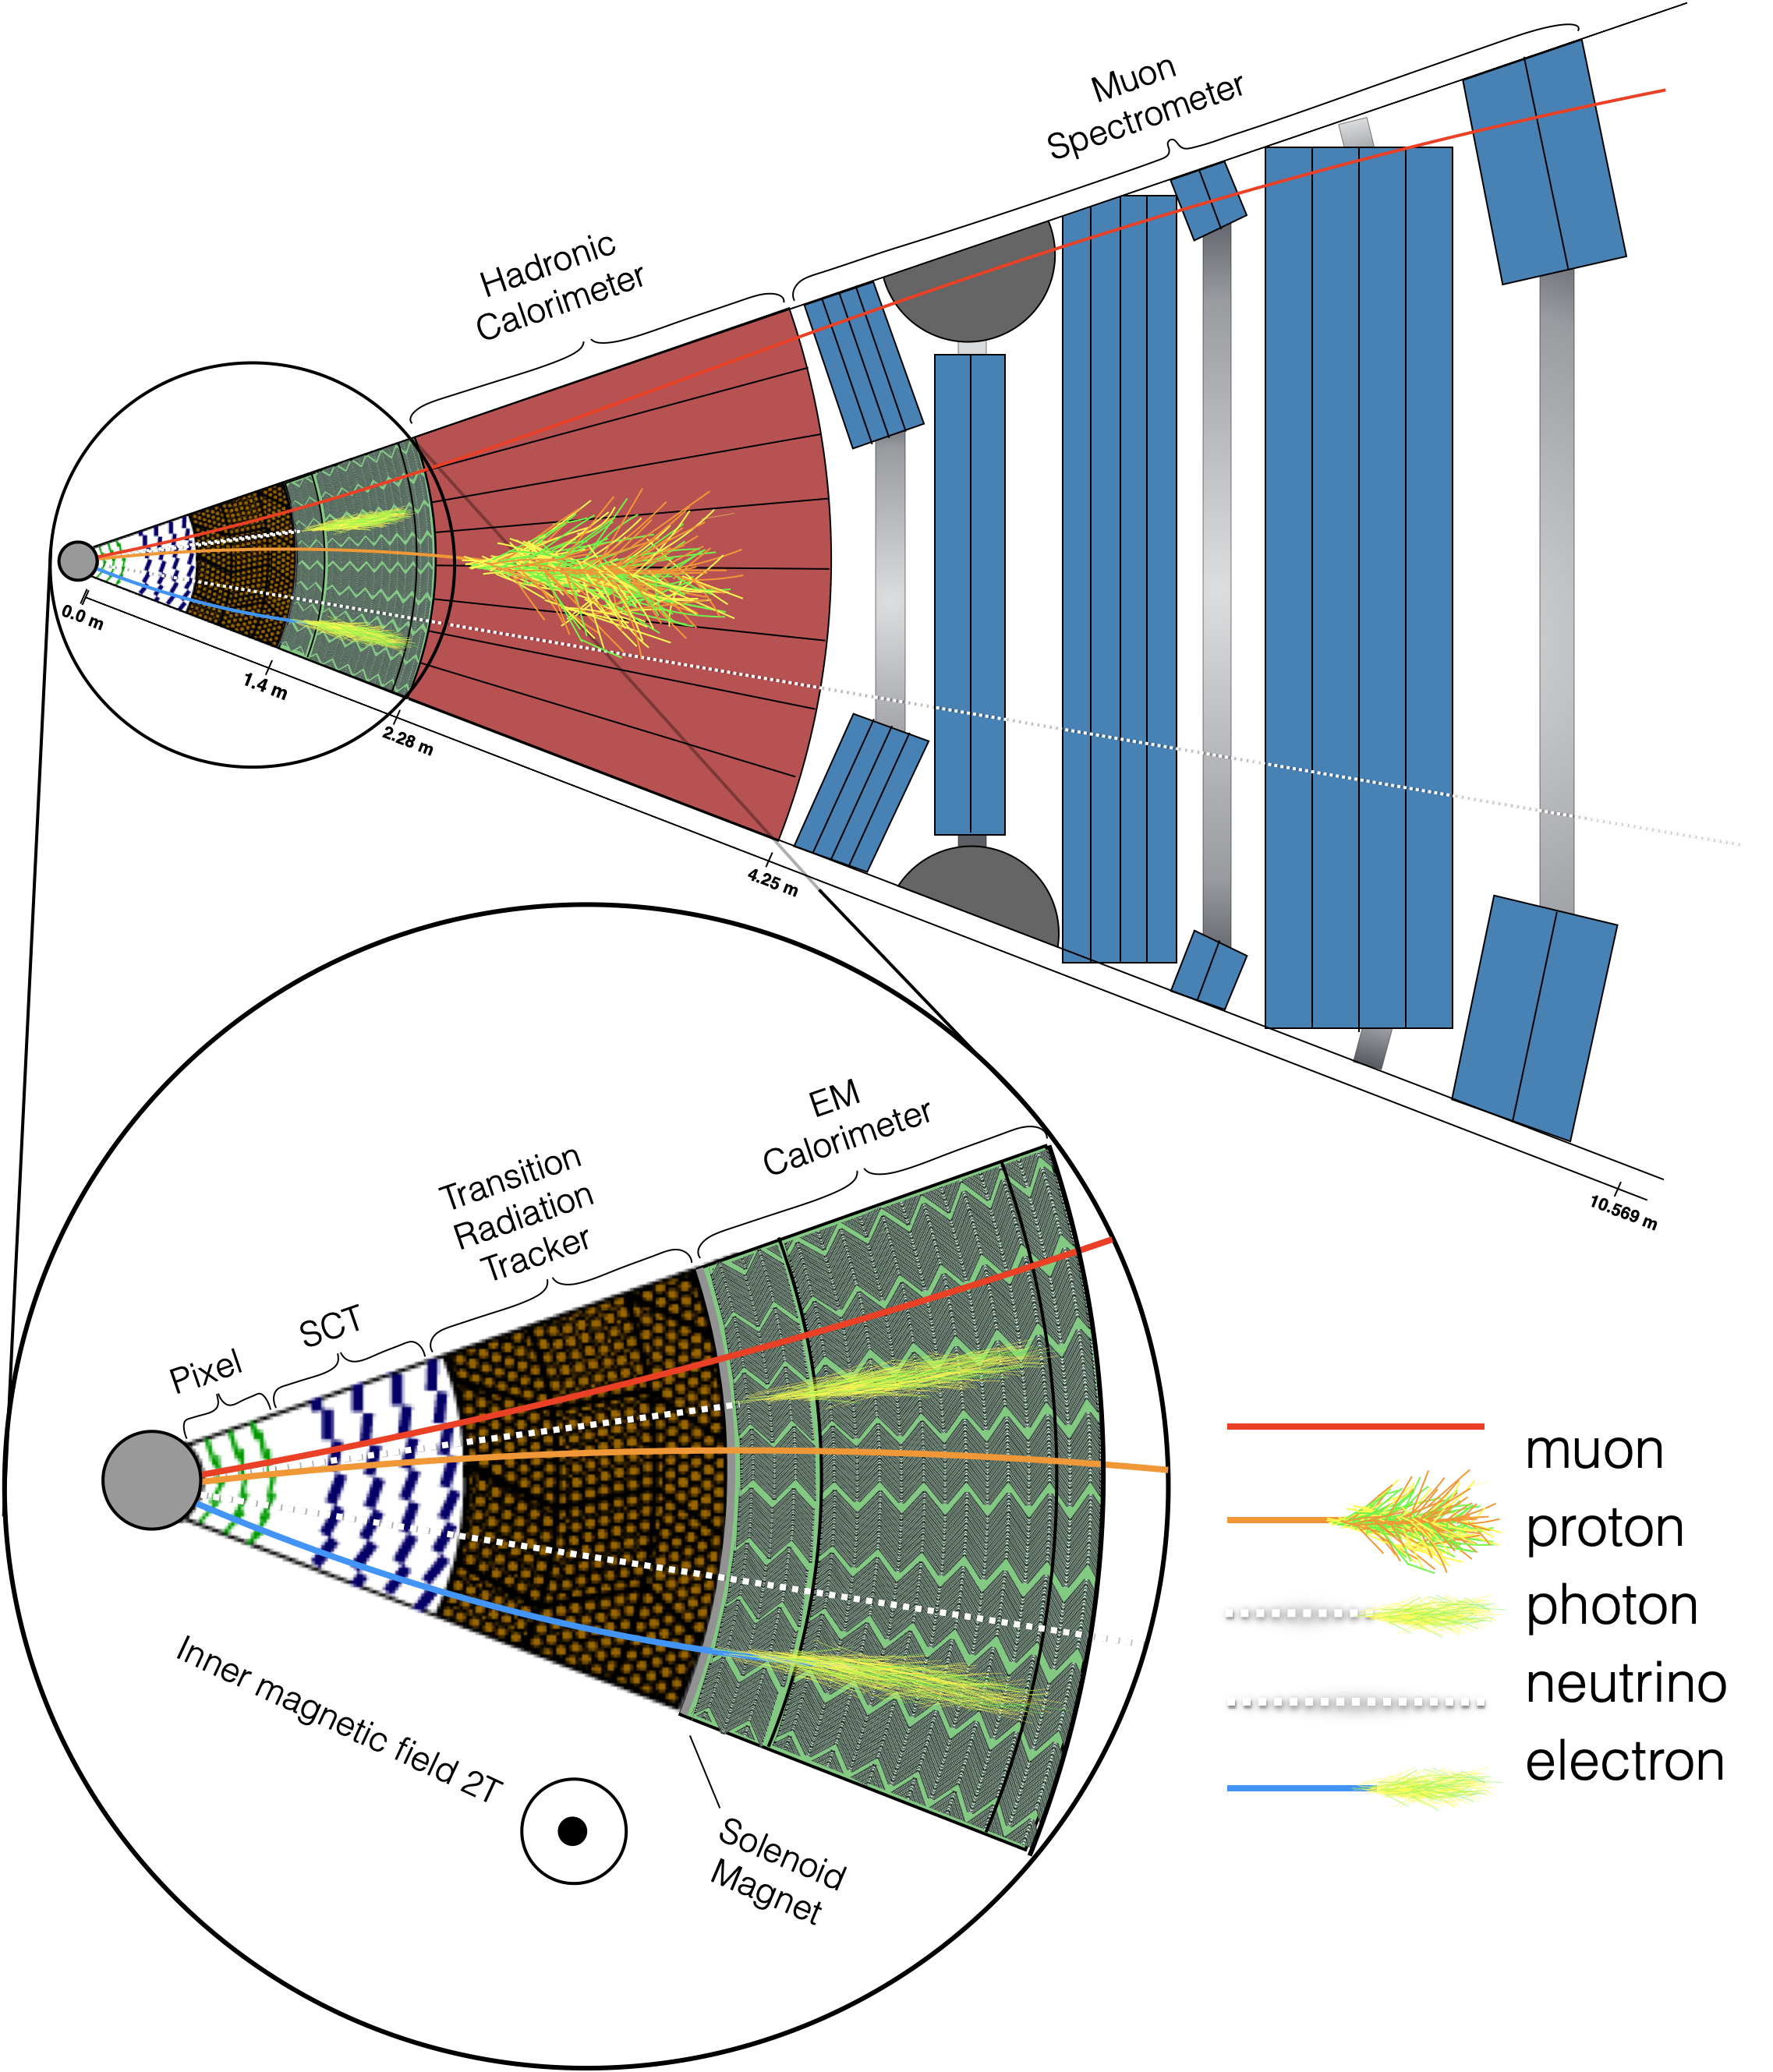 Muon
Spectrometer
Hadronic
Calorimeter
0.0 m
1.4 m
2.28 m
4.25 m
10.569 m
EM
Calorimeter
Transition
Radiation
Tracker
SCT
Pixel
Inner magnetic field 2T
Solenoid
Magnet
muon
proton
photon
neutrino
electron